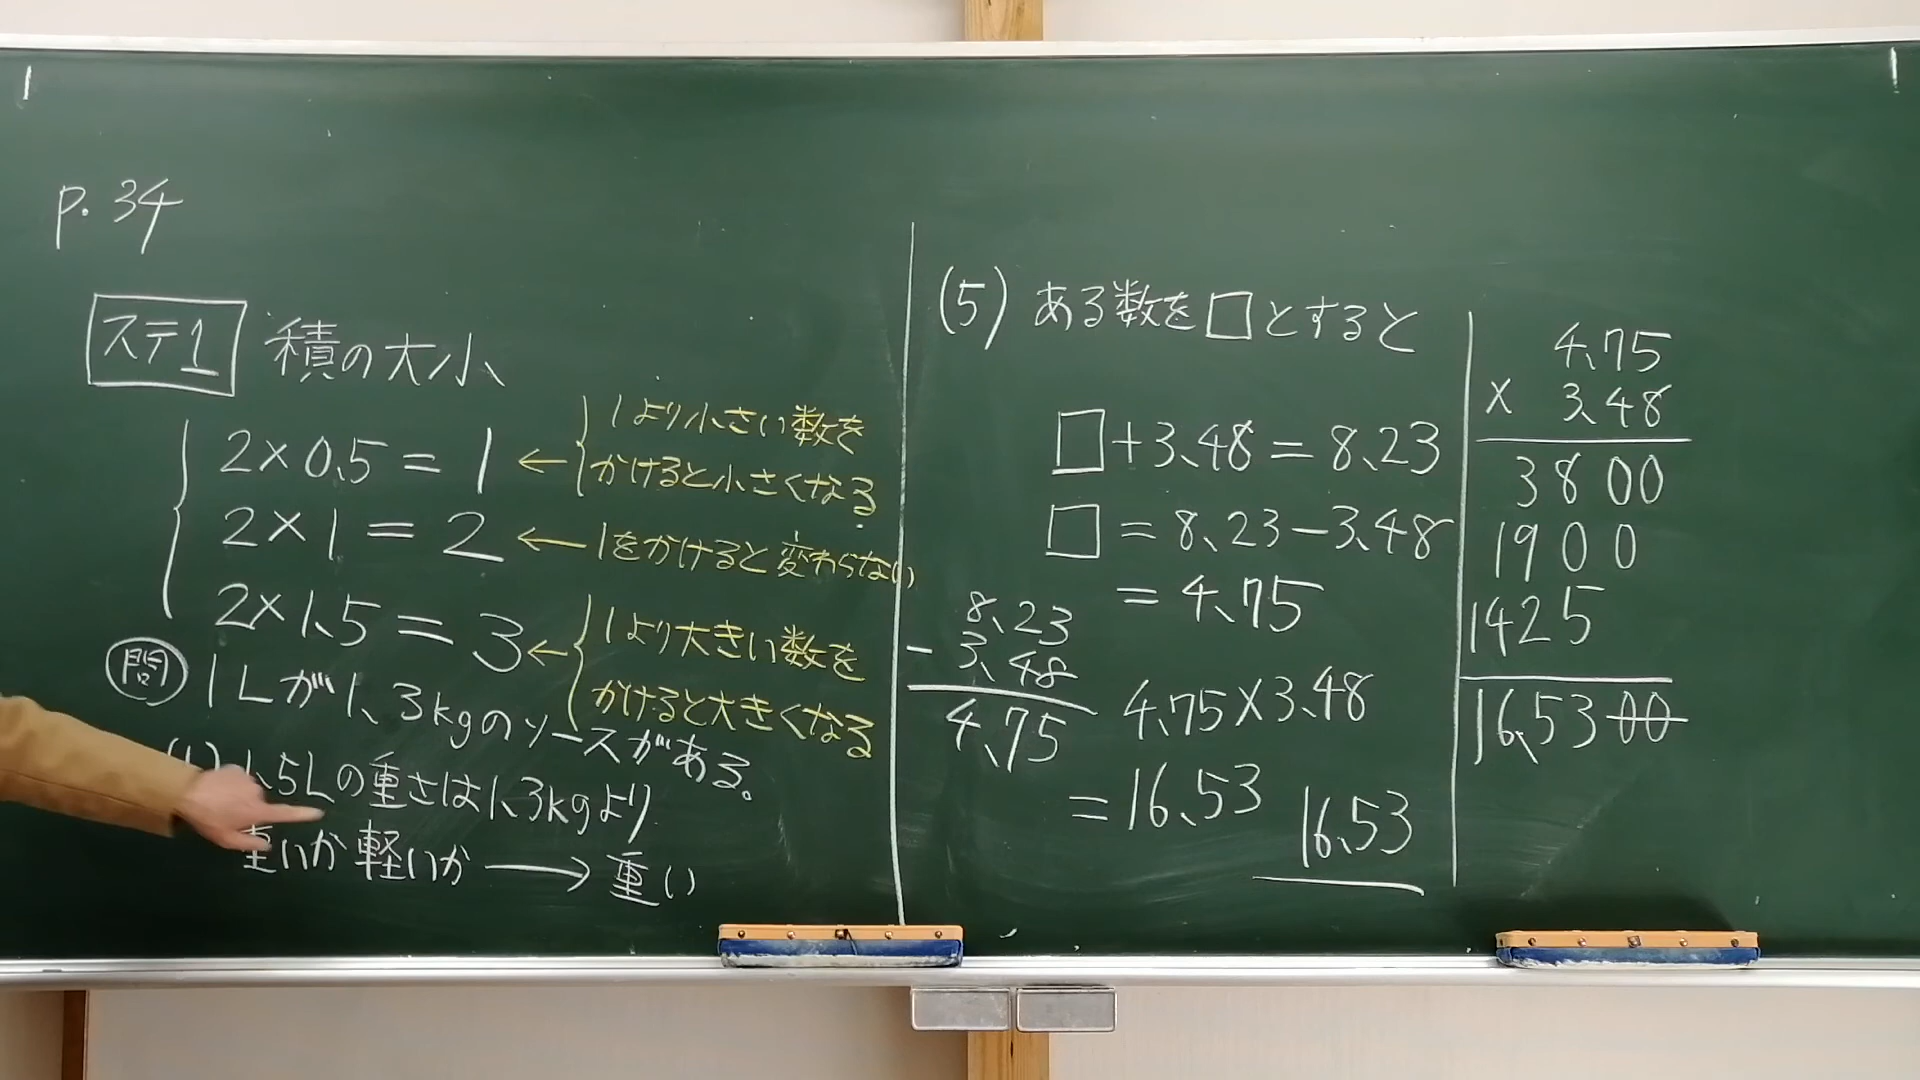 p.34
ステ1 積の大小
2×0.5=1 ← 1より小さい数を
かけると小さくなる。
2×1=2 ← 1をかけると変わらない
2×1.5=3 ← 1より大きい数を
かけると大きくなる
問 1Lが1.3kgのソースがある。
(1) 1.5Lの重さは1.3kgより
重いか軽いか → 重い
(5) ある数を□とすると
□+3.48=8.23
□=8.23-3.48
=4.75
8.23
- 3.48
4.75
4.75×3.48
=16.53
16.53
4.75
× 3.48
3800
1900
1425
16.5300